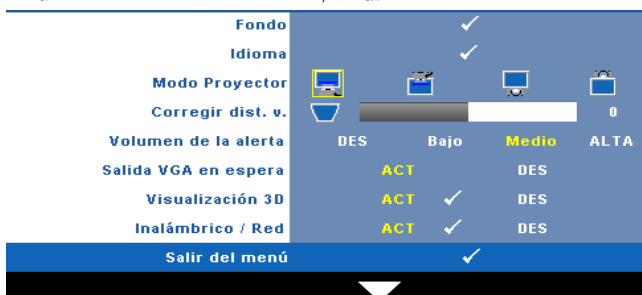 Fondo
Idioma
Modo Proyector
Corregir dist. v. 0
Volumen de la alerta DES Bajo Medio ALTA
Salida VGA en espera ACT DES
Visualización 3D ACT DES
Inalámbrico / Red ACT DES
Salir del menú